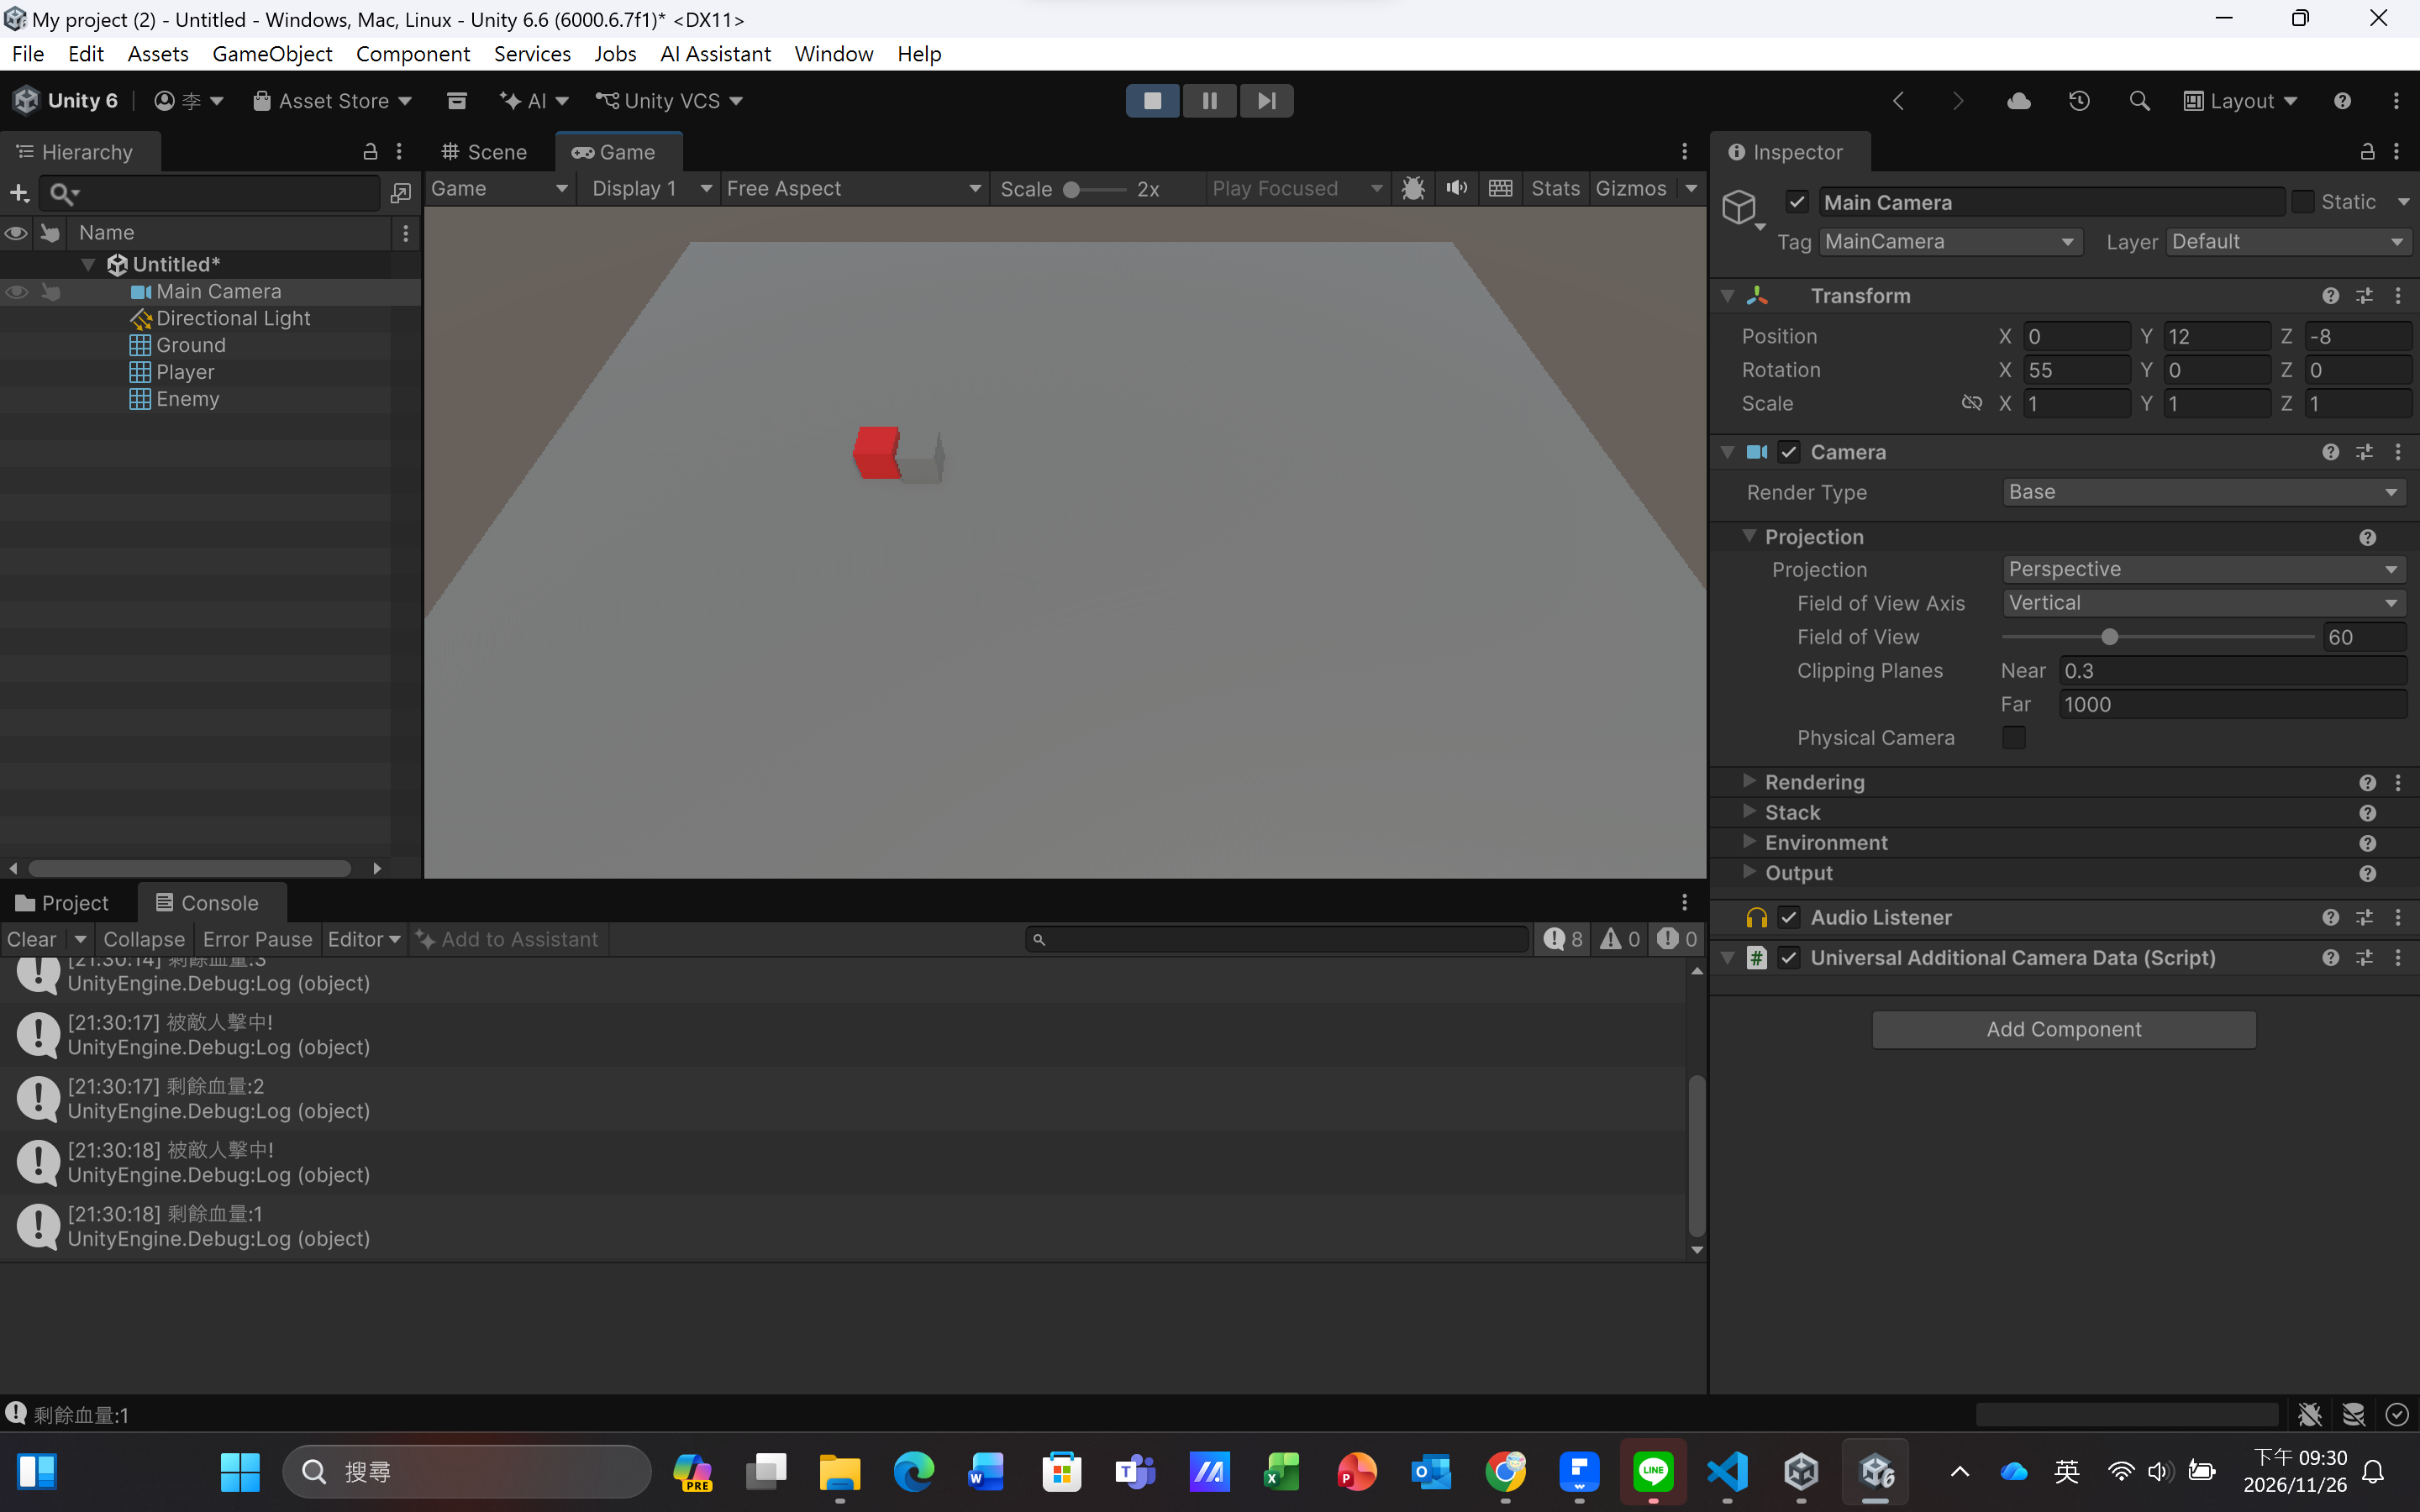 My project (2) - Untitled - Windows, Mac, Linux - Unity 6.6 (6000.6.7f1)* <DX11>
File Edit Assets GameObject Component Services Jobs AI Assistant Window Help
Unity 6 李 Asset Store AI Unity VCS Layout
Hierarchy
Scene Game
Inspector
Game Display 1 Free Aspect Scale 2x Play Focused Stats Gizmos
Main Camera Static
Tag MainCamera Layer Default
Name
Untitled*
Main Camera
Directional Light
Ground
Player
Enemy
Transform
Position X 0 Y 12 Z -8
Rotation X 55 Y 0 Z 0
Scale X 1 Y 1 Z 1
Camera
Render Type Base
Projection
Projection Perspective
Field of View Axis Vertical
Field of View 60
Clipping Planes Near 0.3
Far 1000
Physical Camera
Rendering
Stack
Environment
Output
Audio Listener
Universal Additional Camera Data (Script)
Add Component
Project Console
Clear Collapse Error Pause Editor Add to Assistant 8 0 0
[21:30:14] 剩餘血量:3
UnityEngine.Debug:Log (object)
[21:30:17] 被敵人擊中!
UnityEngine.Debug:Log (object)
[21:30:17] 剩餘血量:2
UnityEngine.Debug:Log (object)
[21:30:18] 被敵人擊中!
UnityEngine.Debug:Log (object)
[21:30:18] 剩餘血量:1
UnityEngine.Debug:Log (object)
剩餘血量:1
搜尋
PRE
LINE
英
下午 09:30
2026/11/26